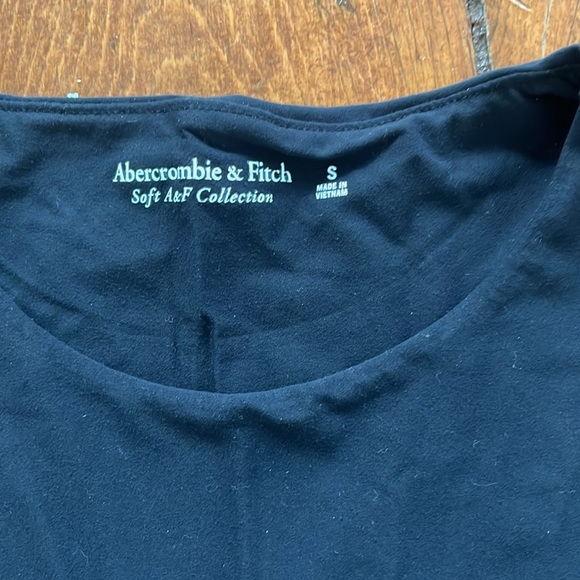 Abercrombie & Fitch
Soft A&F Collection
S
MADE IN
VIETNAM